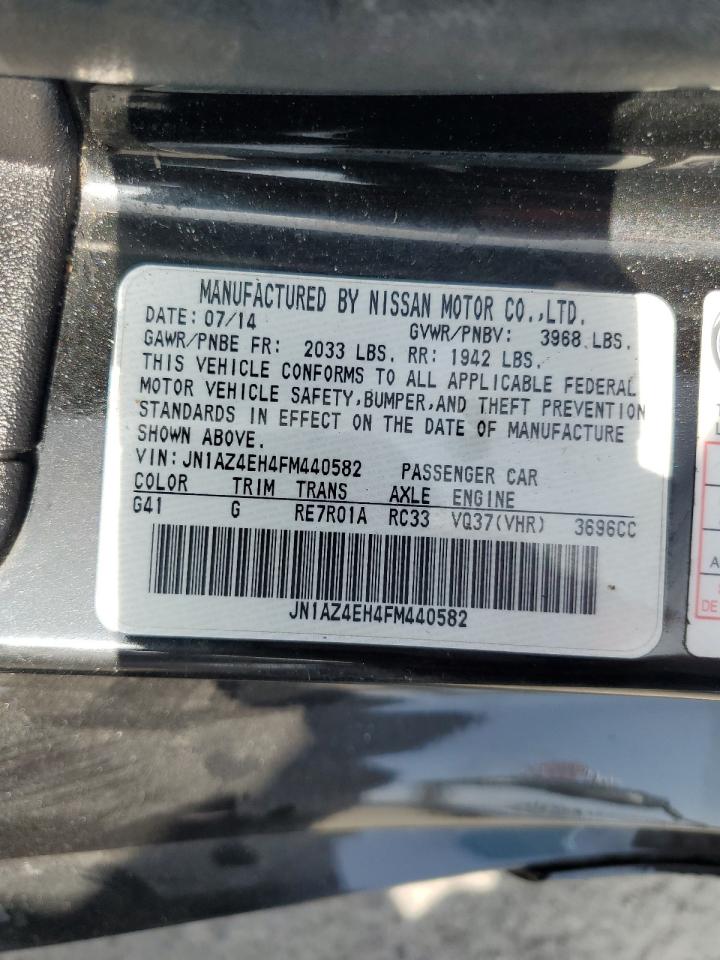 MANUFACTURED BY NISSAN MOTOR CO.,LTD.
DATE: 07/14 GVWR/PNBV: 3968 LBS.
GAWR/PNBE FR: 2033 LBS. RR: 1942 LBS.
THIS VEHICLE CONFORMS TO ALL APPLICABLE FEDERAL
MOTOR VEHICLE SAFETY,BUMPER,AND THEFT PREVENTION
STANDARDS IN EFFECT ON THE DATE OF MANUFACTURE
SHOWN ABOVE.
VIN:JN1AZ4EH4FM440582 PASSENGER CAR
COLOR TRIM TRANS AXLE ENGINE
G41 G RE7R01A RC33 VQ37(VHR) 3696CC
JN1AZ4EH4FM440582
DE